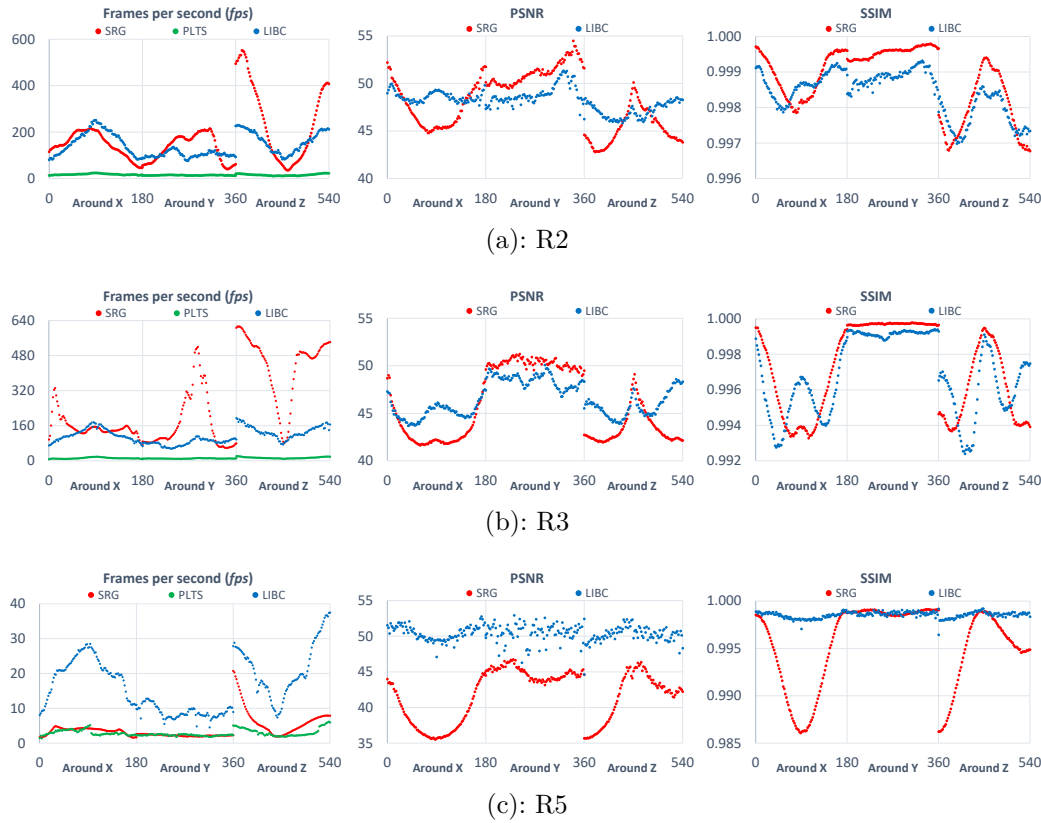 Frames per second (fps)
SRG PLTS LIBC
600
400
200
0
0 Around X 180 Around Y 360 Around Z 540
PSNR
SRG LIBC
55
50
45
40
0 Around X 180 Around Y 360 Around Z 540
SSIM
SRG LIBC
1.000
0.999
0.998
0.997
0.996
0 Around X 180 Around Y 360 Around Z 540
(a): R2
Frames per second (fps)
SRG PLTS LIBC
640
480
320
160
0
0 Around X 180 Around Y 360 Around Z 540
PSNR
SRG LIBC
55
50
45
40
0 Around X 180 Around Y 360 Around Z 540
SSIM
SRG LIBC
1.000
0.998
0.996
0.994
0.992
0 Around X 180 Around Y 360 Around Z 540
(b): R3
Frames per second (fps)
SRG PLTS LIBC
40
30
20
10
0
0 Around X 180 Around Y 360 Around Z 540
PSNR
SRG LIBC
55
50
45
40
35
0 Around X 180 Around Y 360 Around Z 540
SSIM
SRG LIBC
1.000
0.995
0.990
0.985
0 Around X 180 Around Y 360 Around Z 540
(c): R5